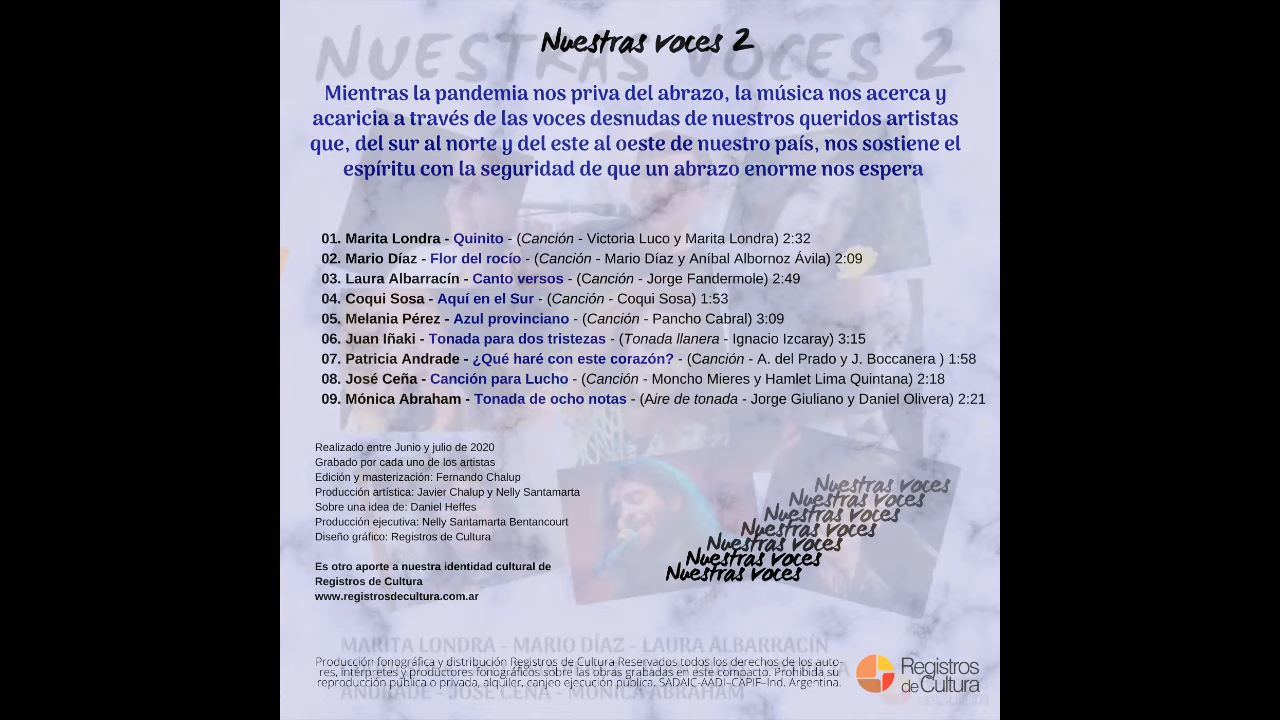 NUESTRAS VOCES 2
Nuestras voces 2
Mientras la pandemia nos priva del abrazo, la música nos acerca y
acaricia a través de las voces desnudas de nuestros queridos artistas
que, del sur al norte y del este al oeste de nuestro país, nos sostiene el
espíritu con la seguridad de que un abrazo enorme nos espera
01. Marita Londra - Quinito - (Canción - Victoria Luco y Marita Londra) 2:32
02. Mario Díaz - Flor del rocío - (Canción - Mario Díaz y Aníbal Albornoz Ávila) 2:09
03. Laura Albarracín - Canto versos - (Canción - Jorge Fandermole) 2:49
04. Coqui Sosa - Aquí en el Sur - (Canción - Coqui Sosa) 1:53
05. Melania Pérez - Azul provinciano - (Canción - Pancho Cabral) 3:09
06. Juan Iñaki - Tonada para dos tristezas - (Tonada llanera - Ignacio Izcaray) 3:15
07. Patricia Andrade - ¿Qué haré con este corazón? - (Canción - A. del Prado y J. Boccanera ) 1:58
08. José Ceña - Canción para Lucho - (Canción - Moncho Mieres y Hamlet Lima Quintana) 2:18
09. Mónica Abraham - Tonada de ocho notas - (Aire de tonada - Jorge Giuliano y Daniel Olivera) 2:21
Realizado entre Junio y julio de 2020
Grabado por cada uno de los artistas
Edición y masterización: Fernando Chalup
Producción artística: Javier Chalup y Nelly Santamarta
Sobre una idea de: Daniel Heffes
Producción ejecutiva: Nelly Santamarta Bentancourt
Diseño gráfico: Registros de Cultura
Es otro aporte a nuestra identidad cultural de
Registros de Cultura
www.registrosdecultura.com.ar
Nuestras voces
Nuestras voces
Nuestras voces
Nuestras voces
Nuestras voces
Nuestras voces
Nuestras voces
MARITA LONDRA - MARIO DÍAZ - LAURA ALBARRACÍN
Producción fonográfica y distribución Registros de Cultura Reservados todos los derechos de los auto-
res, intérpretes y productores fonográficos sobre las obras grabadas en este compacto. Prohibida su
reproducción pública o privada, alquiler, canjeo ejecución pública. SADAIC-AADI-CAPIF-Ind. Argentina.
ANDRADE - JOSÉ CEÑA - MÓNICA ABRAHAM
Registros
de Cultura